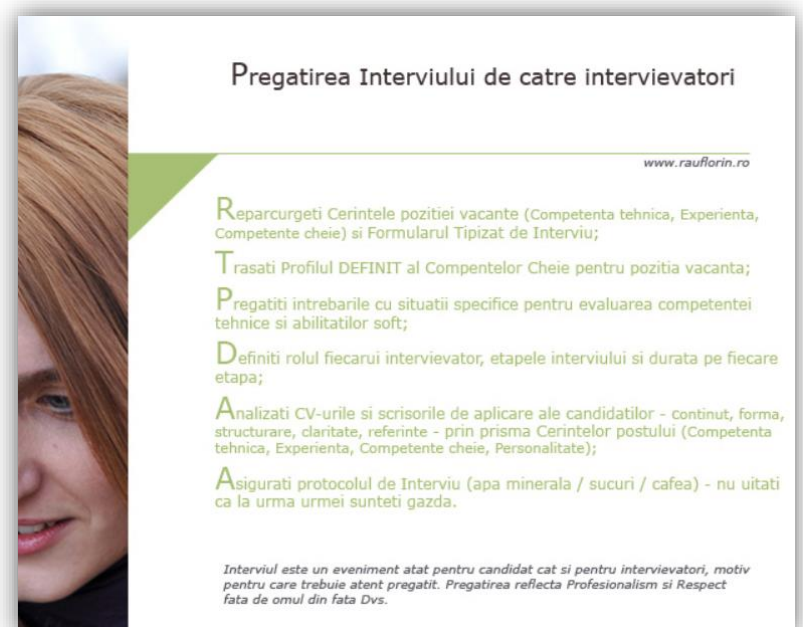 Pregatirea Interviului de catre intervievatori
www.rauflorin.ro
Reparcurgeti Cerintele pozitiei vacante (Competenta tehnica, Experienta,
Competente cheie) si Formularul Tipizat de Interviu;
Trasati Profilul DEFINIT al Compentelor Cheie pentru pozitia vacanta;
Pregatiti intrebarile cu situatii specifice pentru evaluarea competentei
tehnice si abilitatilor soft;
Definiti rolul fiecarui intervievator, etapele interviului si durata pe fiecare
etapa;
Analizati CV-urile si scrisorile de aplicare ale candidatilor - continut, forma,
structurare, claritate, referinte - prin prisma Cerintelor postului (Competenta
tehnica, Experienta, Competente cheie, Personalitate);
Asigurati protocolul de Interviu (apa minerala / sucuri / cafea) - nu uitati
ca la urma urmei sunteti gazda.
Interviul este un eveniment atat pentru candidat cat si pentru intervievatori, motiv
pentru care trebuie atent pregatit. Pregatirea reflecta Profesionalism si Respect
fata de omul din fata Dvs.